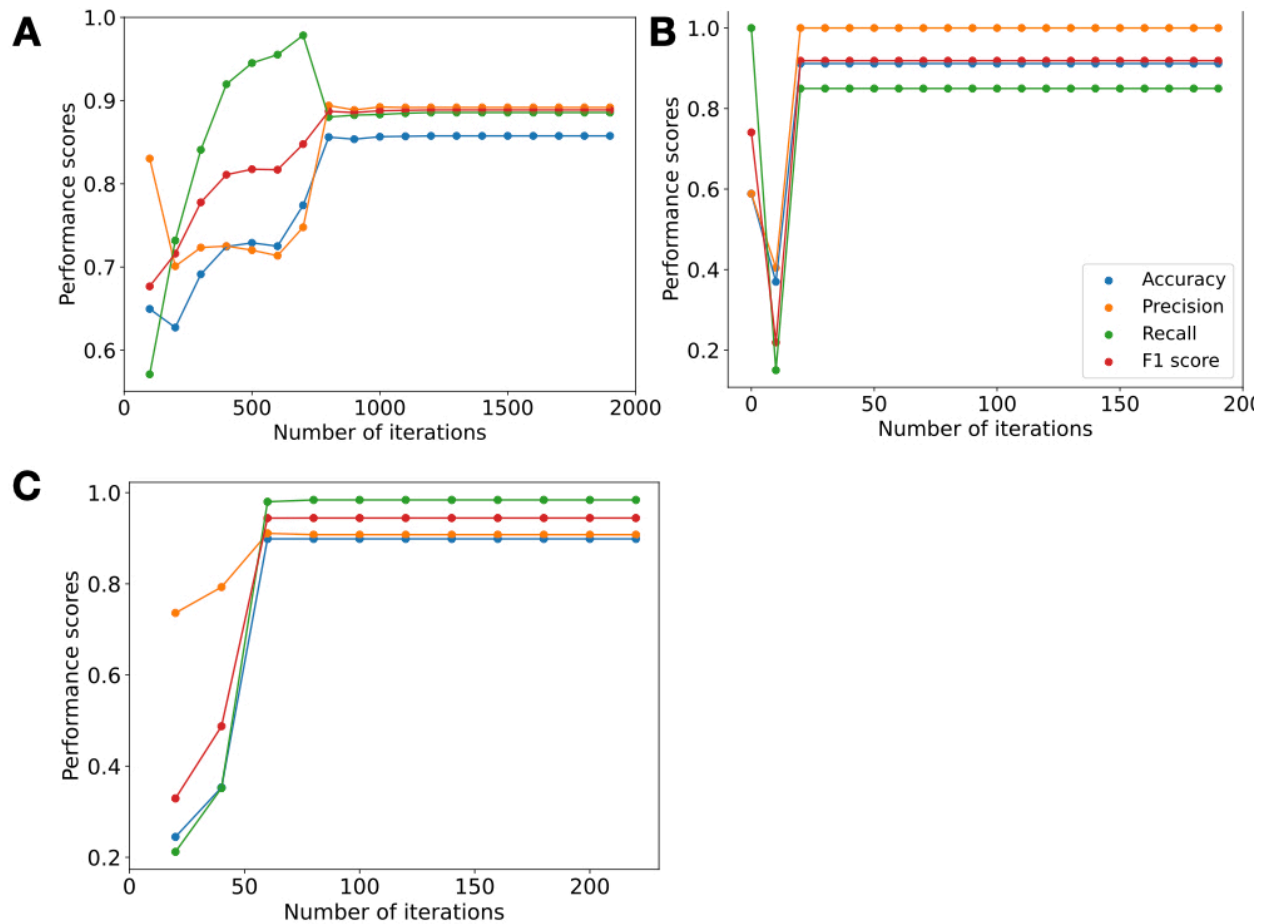 A
1.0
0.9
0.8
0.7
0.6
Performance scores
0 500 1000 1500 2000
Number of iterations
B
1.0
0.8
0.6
0.4
0.2
Performance scores
Accuracy
Precision
Recall
F1 score
0 50 100 150 20
Number of iterations
C
1.0
0.8
0.6
0.4
0.2
Performance scores
0 50 100 150 200
Number of iterations